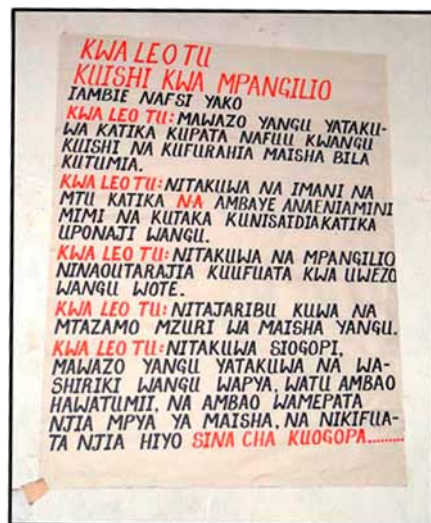 KWA LEO TU
KUISHI KWA MPANGILIO
IAMBIE NAFSI YAKO
KWA LEO TU: MAWAZO YANGU YATAKU-
WA KATIKA KUPATA NAFUU KWANGU
KUISHI NA KUFURAHIA MAISHA BILA
KUTUMIA.
KWA LEO TU: NITAKUWA NA IMANI NA
MTU KATIKA N·A AMBAYE ANAENIAMINI
MIMI NA KUTAKA KUNISAIDIA KATIKA
UPONAJI WANGU.
KWA LEO TU: NITAKUWA NA MPANGILIO
NINAOUTARAJIA KUUFUATA KWA UWEZO
WANGU WOTE.
KWA LEO TU: NITAJARIBU KUWA NA
MTAZAMO MZURI WA MAISHA YANGU.
KWA LEO TU: NITAKUWA SIOGOPI,
MAWAZO YANGU YATAKUWA NA WA-
SHIRIKI WANGU WAPYA, WATU AMBAO
HAWATUMII, NA AMBAO WAMEPATA
NJIA MPYA YA MAISHA, NA NIKIFUA-
TA NJIA HIYO SINA CHA KUOGOPA..........